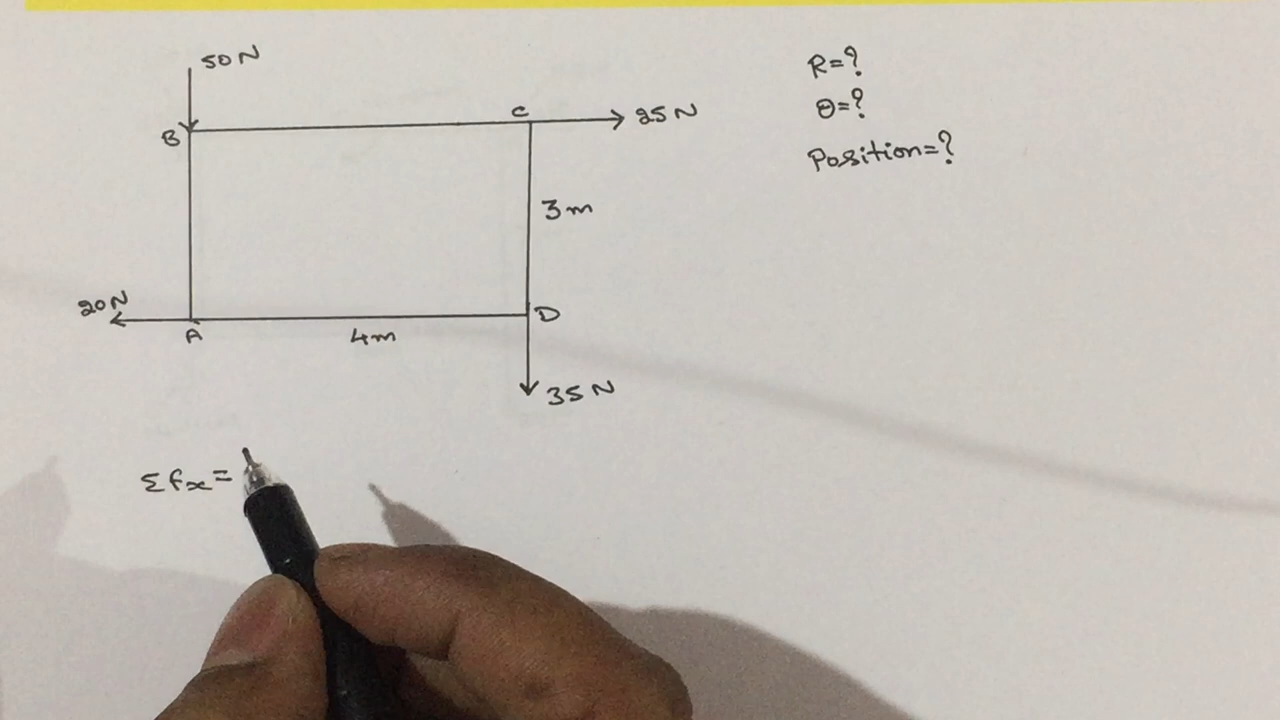 50N
B
C
25N
3m
20N
A
4m
D
35N
R=?
θ=?
Position=?
Σfx=